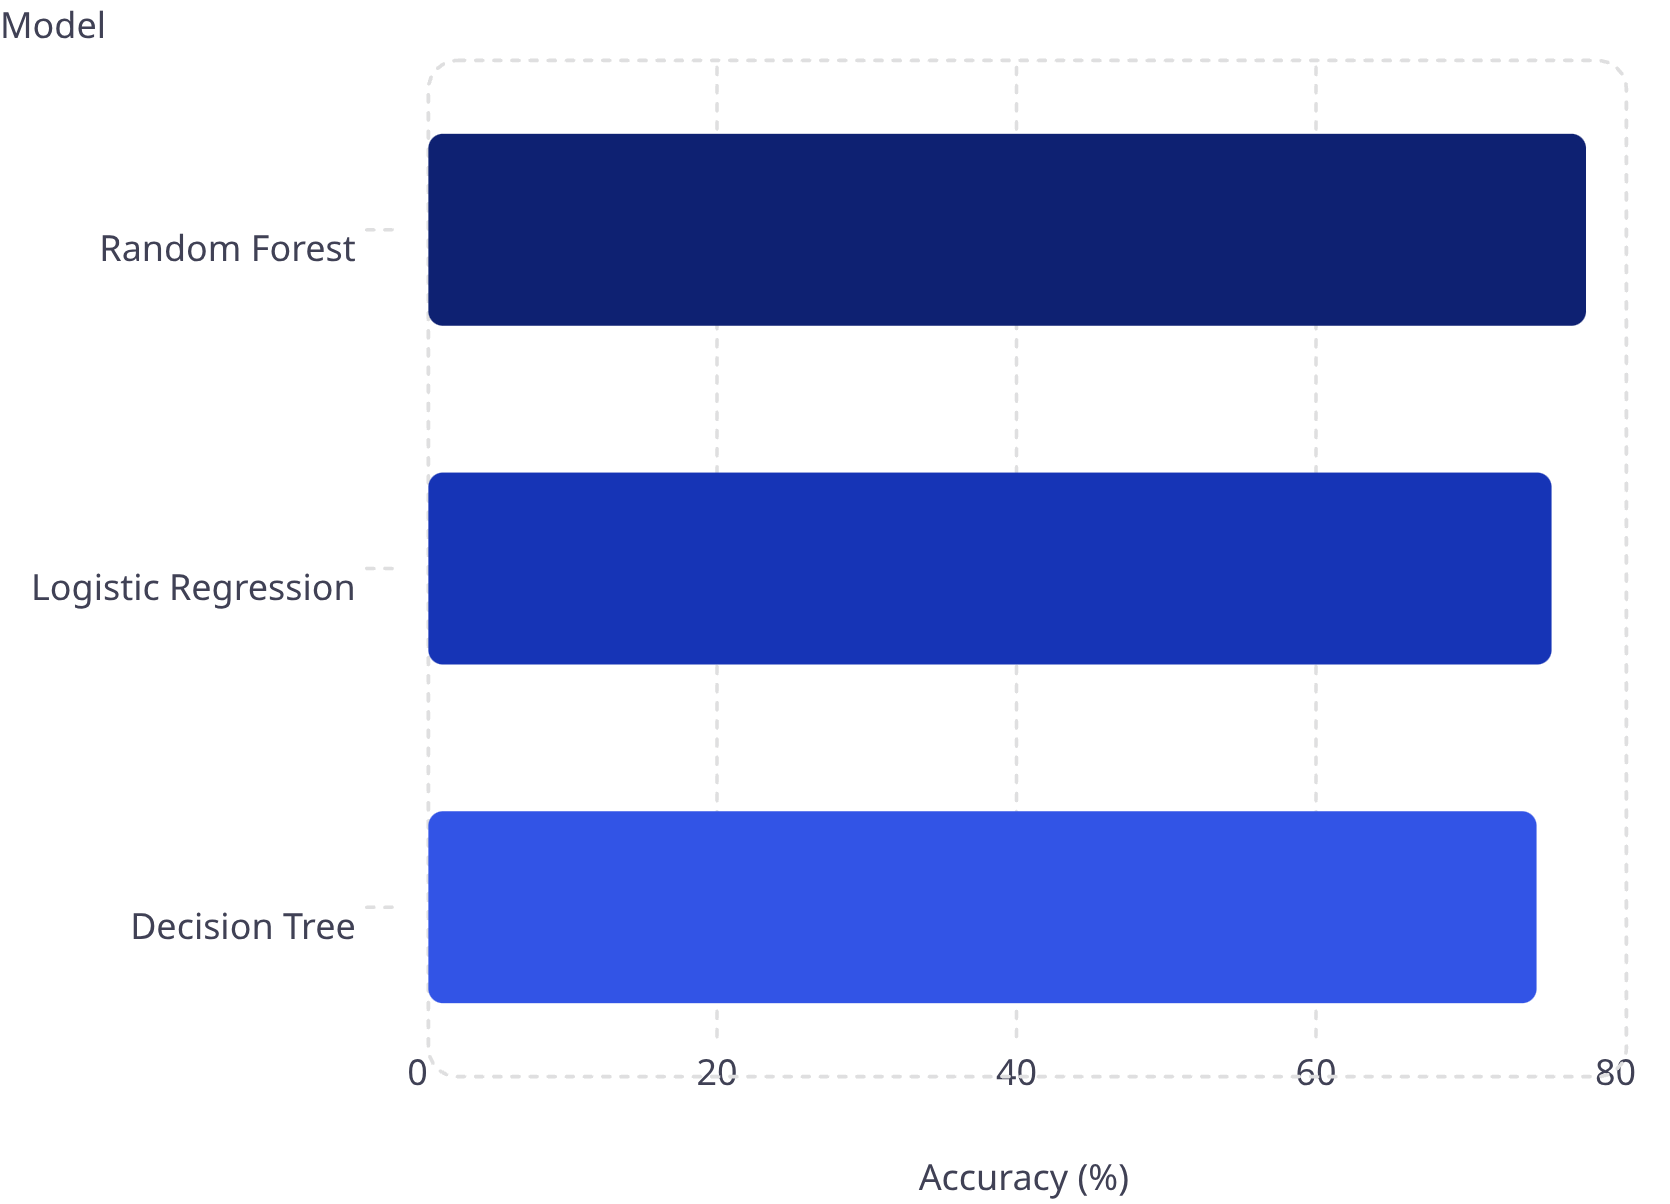 Model
Random Forest
Logistic Regression
Decision Tree
0 20 40 60 80
Accuracy (%)